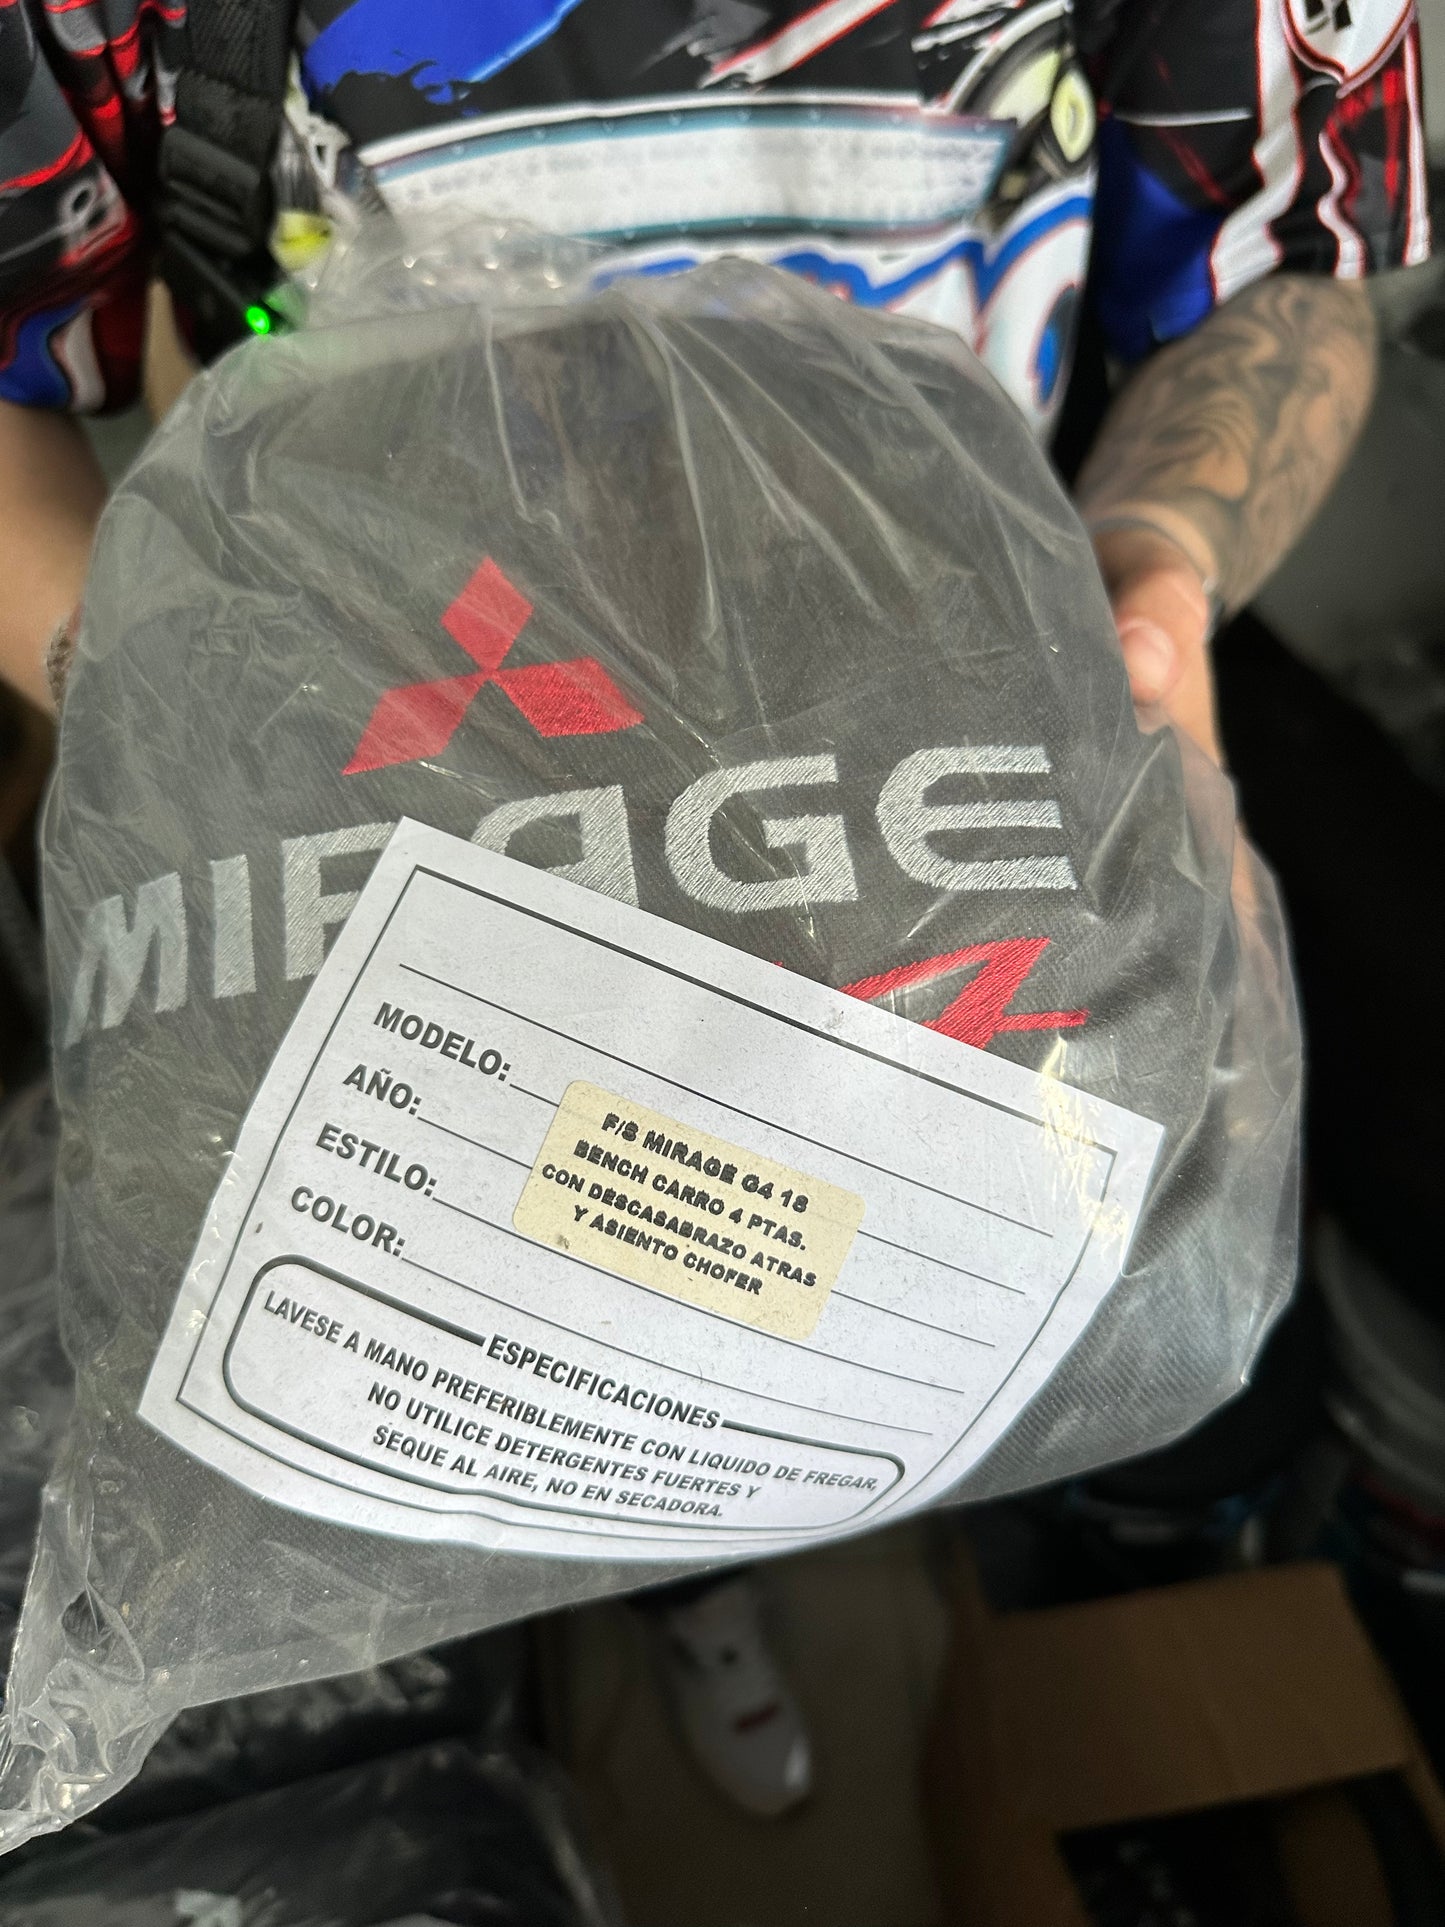 MIRAGE
MODELO:
AÑO:
ESTILO:
COLOR:
F/S MIRAGE G4 18
BENCH CARRO 4 PTAS.
CON DESCASABRAZO ATRAS
Y ASIENTO CHOFER
ESPECIFICACIONES
LAVESE A MANO PREFERIBLEMENTE CON LIQUIDO DE FREGAR,
NO UTILICE DETERGENTES FUERTES Y
SEQUE AL AIRE, NO EN SECADORA.